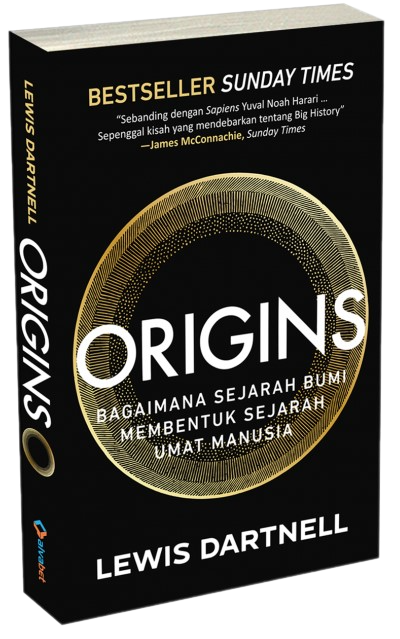 BESTSELLER SUNDAY TIMES
“Sebanding dengan Sapiens Yuval Noah Harari ...
Sepenggal kisah yang mendebarkan tentang Big History”
—James McConnachie, Sunday Times
ORIGINS
BAGAIMANA SEJARAH BUMI
MEMBENTUK SEJARAH
UMAT MANUSIA
LEWIS DARTNELL
LEWIS DARTNELL
ORIGINS
alvabet